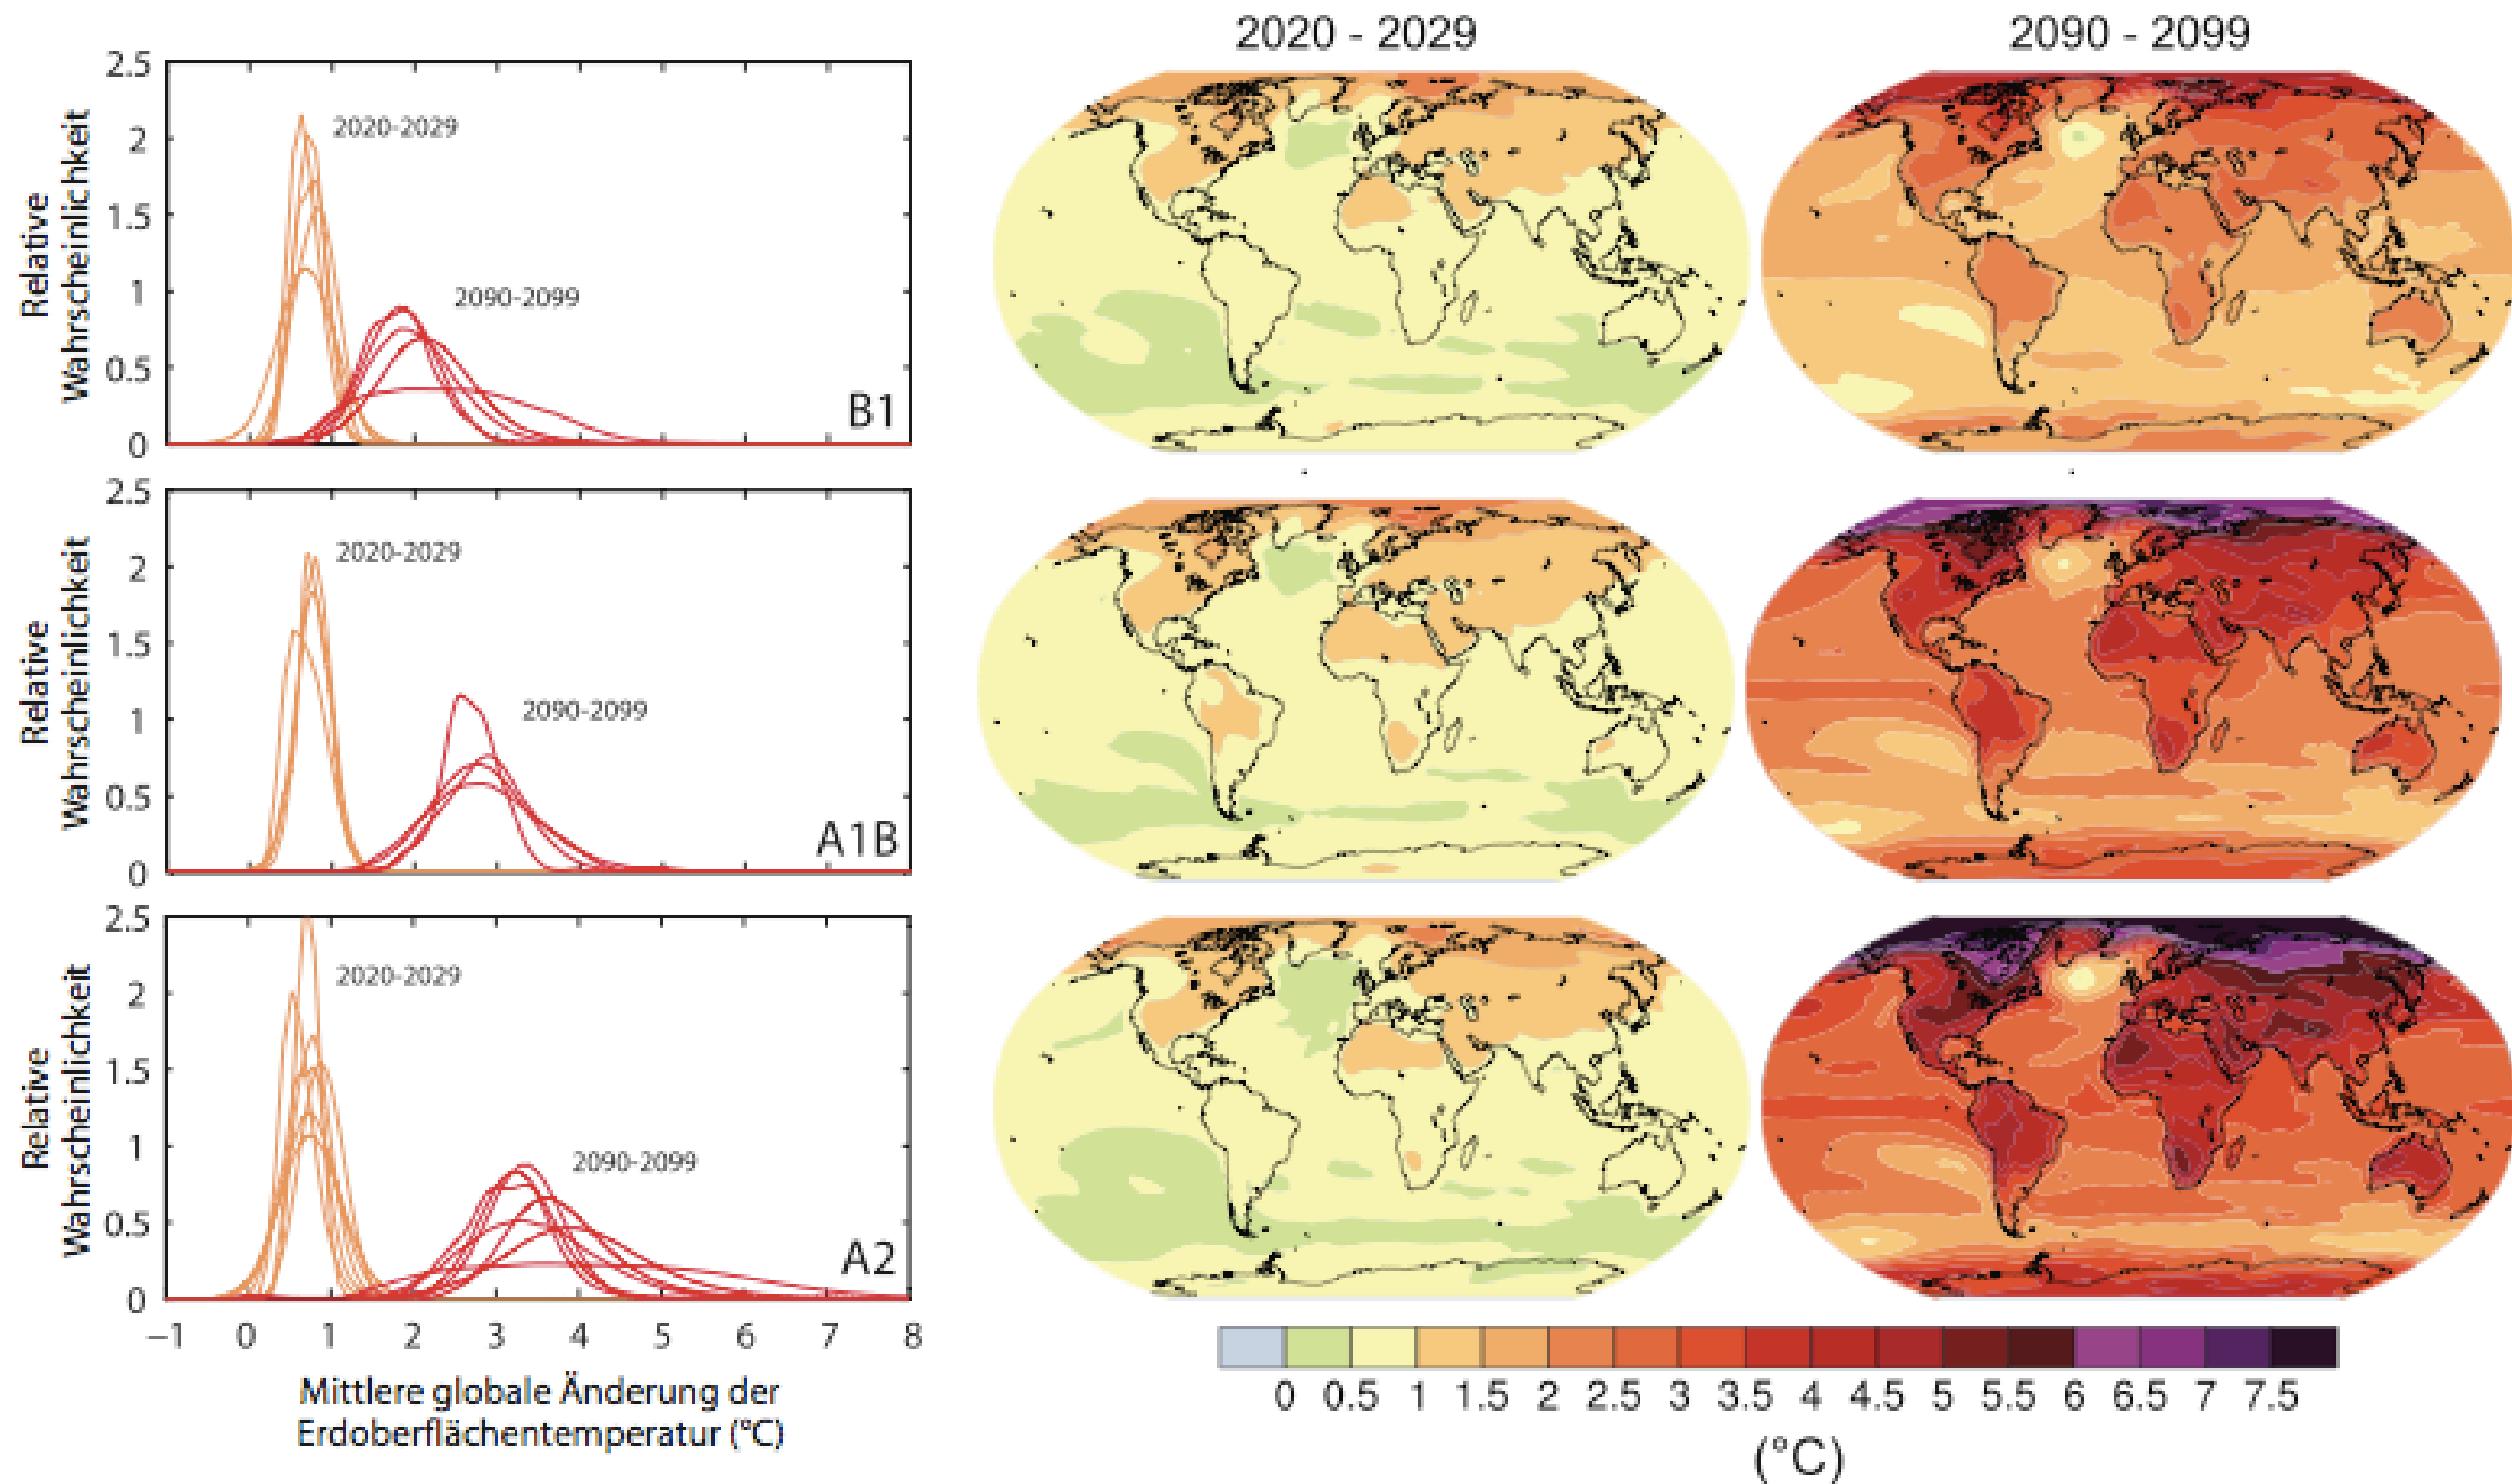 2020 - 2029
2090 - 2099
Relative
Wahrscheinlichkeit
2.5
2
1.5
1
0.5
0
2020-2029
2090-2099
B1
Relative
Wahrscheinlichkeit
2.5
2
1.5
1
0.5
0
2020-2029
2090-2099
A1B
Relative
Wahrscheinlichkeit
2.5
2
1.5
1
0.5
0
2020-2029
2090-2099
A2
−1 0 1 2 3 4 5 6 7 8
Mittlere globale Änderung der
Erdoberflächentemperatur (°C)
0 0.5 1 1.5 2 2.5 3 3.5 4 4.5 5 5.5 6 6.5 7 7.5
(°C)